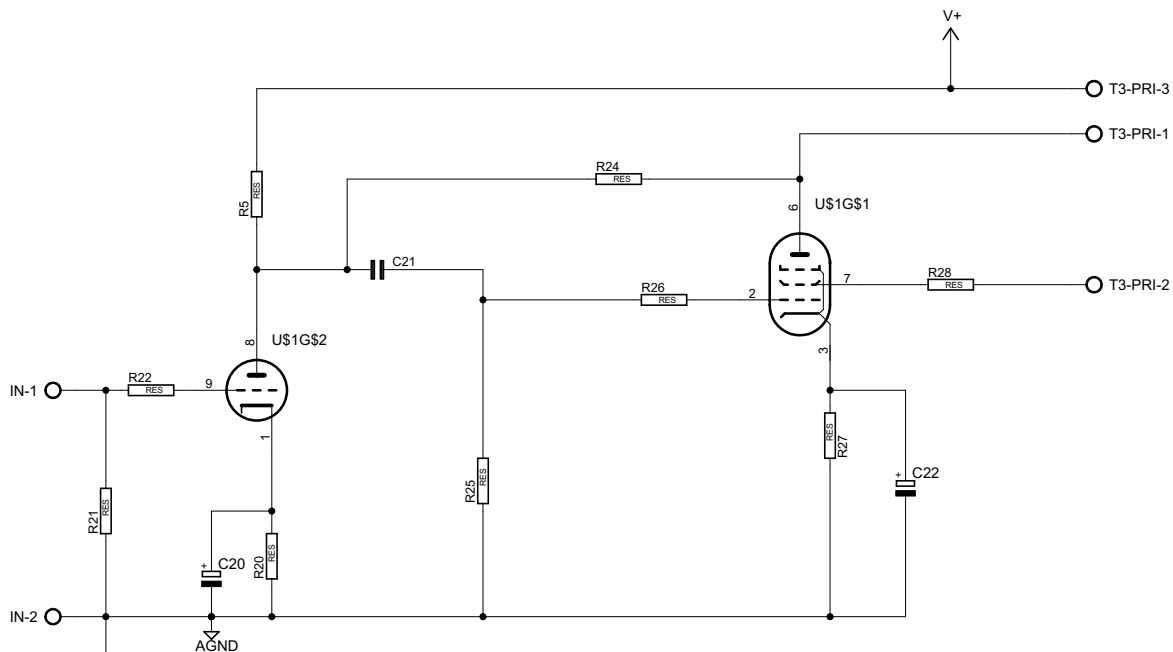 V+
T3-PRI-3
T3-PRI-1
R24
RES
R5
RES
6
U$1G$1
C21
R26
RES
2
7
R28
RES
T3-PRI-2
8
U$1G$2
3
IN-1
R22
RES
9
1
R27
RES
R25
RES
C22
+
R21
RES
C20
+
R20
RES
IN-2
AGND